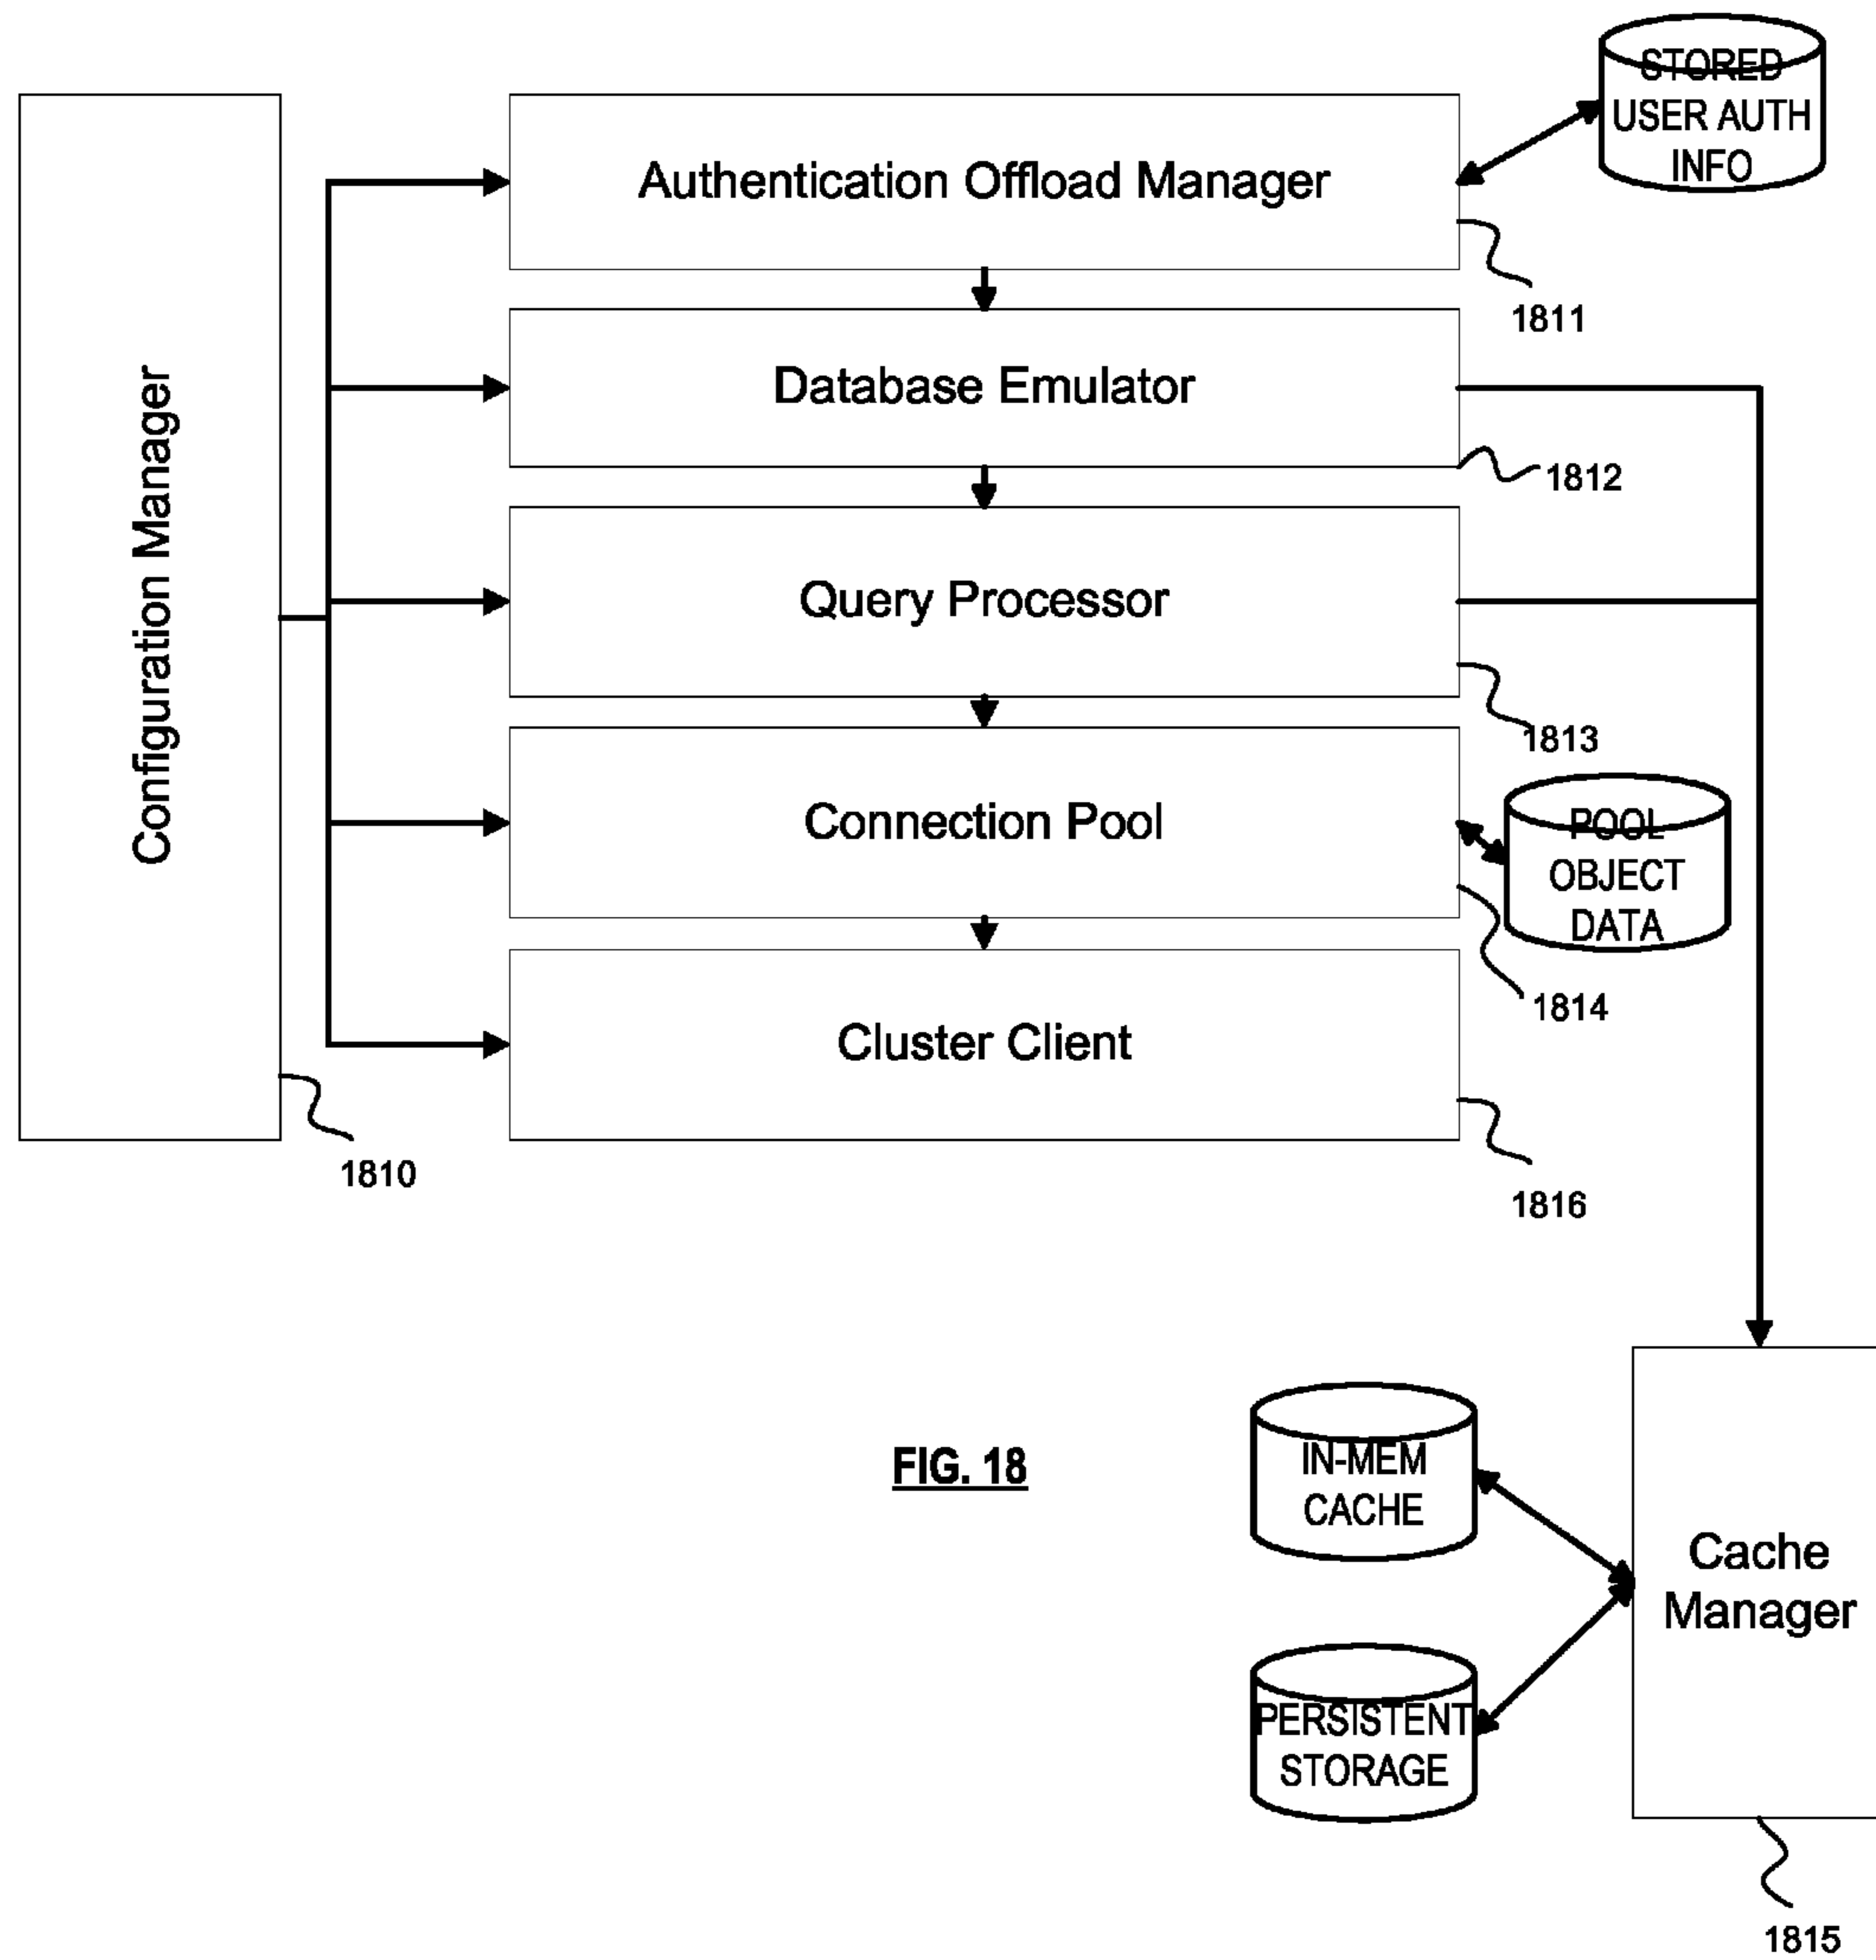 STORED
USER AUTH
INFO
Authentication Offload Manager
1811
Database Emulator
1812
Configuration Manager
Query Processor
1813
Connection Pool
POOL
OBJECT
DATA
1814
Cluster Client
1810
1816
FIG. 18
IN-MEM
CACHE
Cache
Manager
PERSISTENT
STORAGE
1815